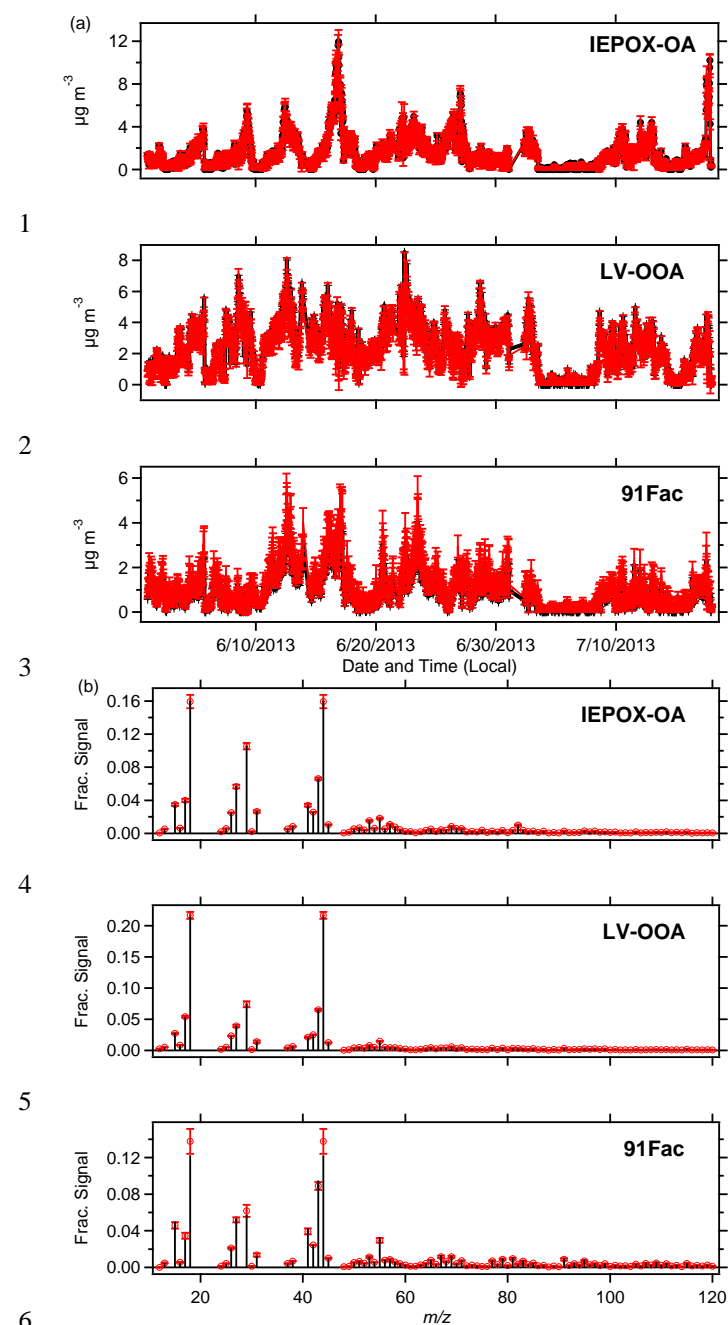 (a)
IEPOX-OA
12
8
4
0
µg m⁻³
1
LV-OOA
8
6
4
2
0
µg m⁻³
2
91Fac
6
4
2
0
µg m⁻³
6/10/2013 6/20/2013 6/30/2013 7/10/2013
Date and Time (Local)
3
(b)
IEPOX-OA
0.16
0.12
0.08
0.04
0.00
Frac. Signal
4
LV-OOA
0.20
0.15
0.10
0.05
0.00
Frac. Signal
5
91Fac
0.12
0.08
0.04
0.00
Frac. Signal
20 40 60 80 100 120
m/z
6